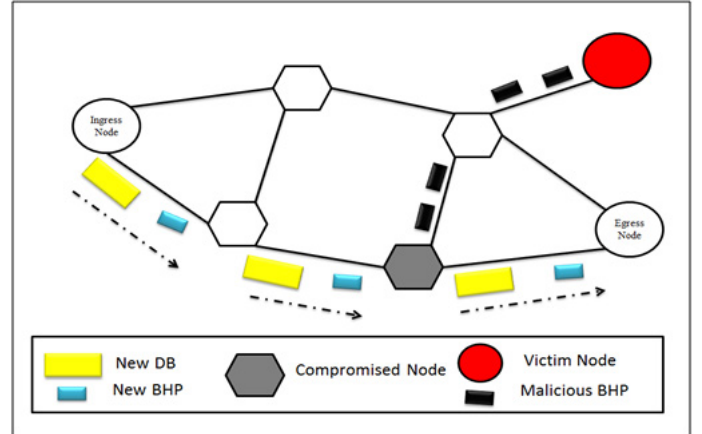 Ingress
Node
Egress
Node
New DB
New BHP
Compromised Node
Victim Node
Malicious BHP